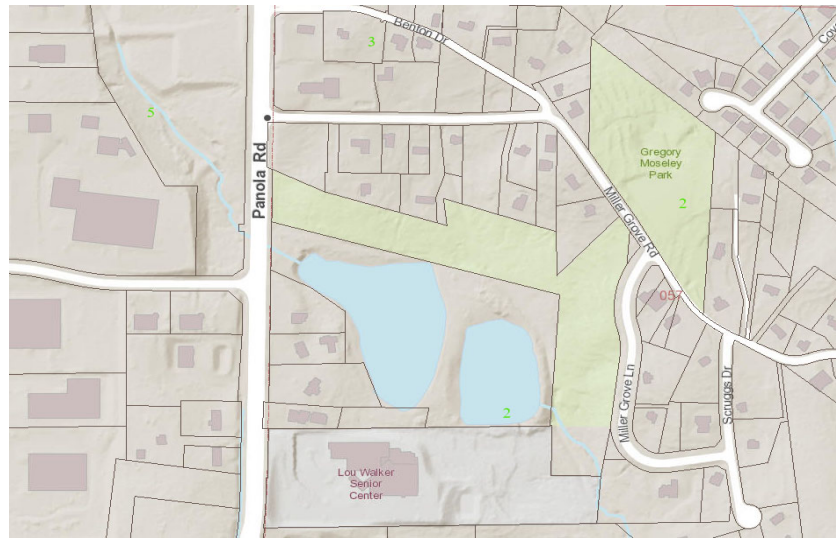 Benton Dr
3
Cov
5
Panola Rd
Gregory
Moseley
Park
2
Miller Grove Rd
057
Miller Grove Ln
Scruggs Dr
2
Lou Walker
Senior
Center